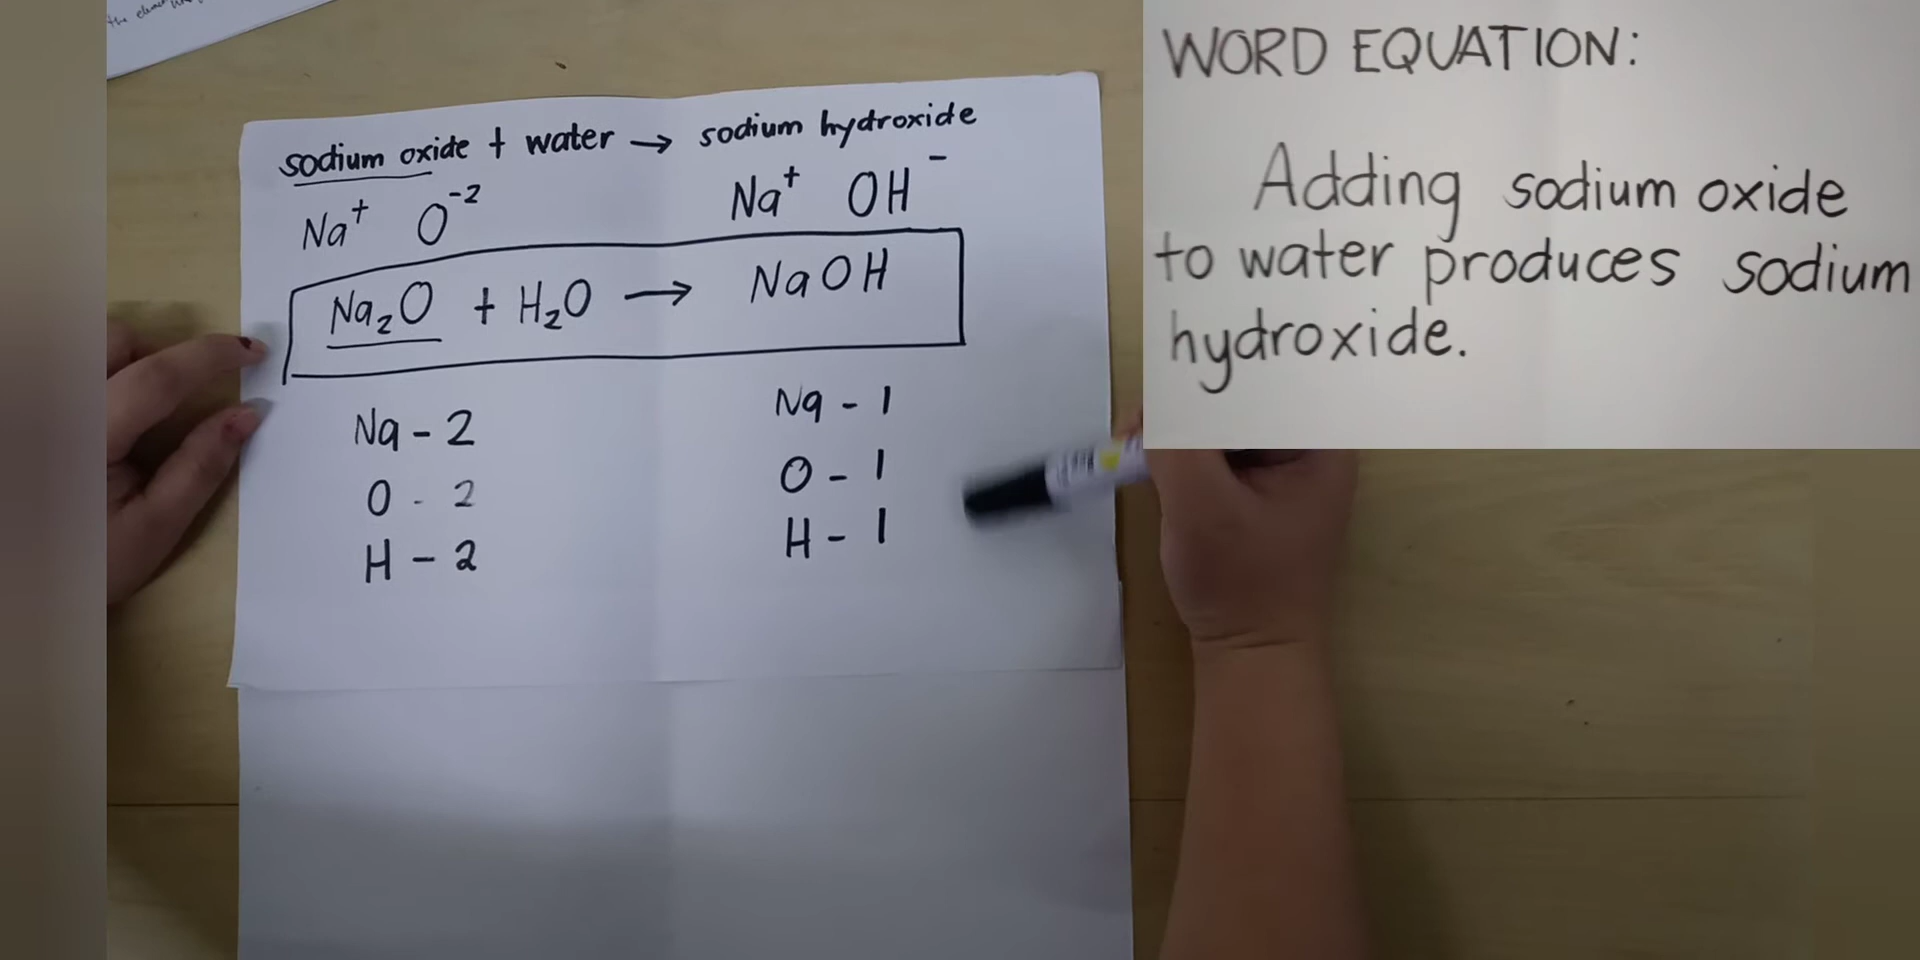 the
sodium oxide + water → sodium hydroxide
Na⁺ O⁻² Na⁺ OH⁻
Na₂O + H₂O → NaOH
Na - 2 Na - 1
O - 2 O - 1
H - 2 H - 1
WORD EQUATION:
Adding sodium oxide
to water produces sodium
hydroxide.